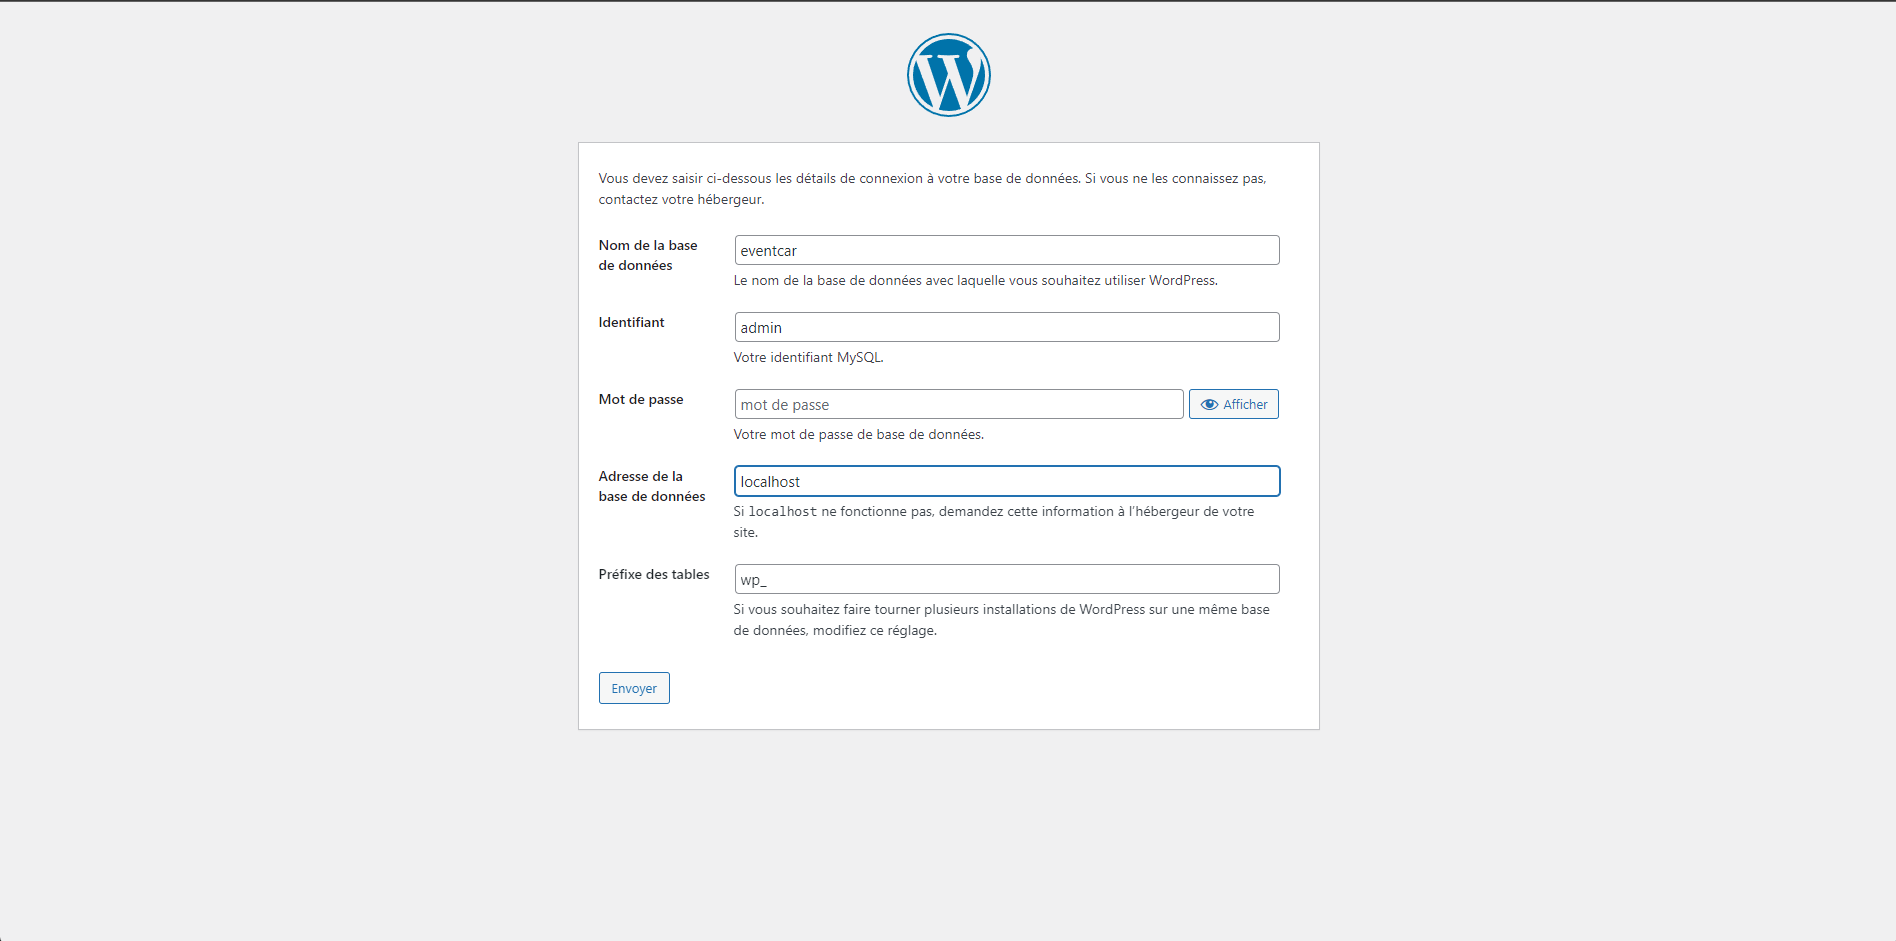 Vous devez saisir ci-dessous les détails de connexion à votre base de données. Si vous ne les connaissez pas,
contactez votre hébergeur.
Nom de la base
de données
eventcar
Le nom de la base de données avec laquelle vous souhaitez utiliser WordPress.
Identifiant
admin
Votre identifiant MySQL.
Mot de passe
mot de passe
Afficher
Votre mot de passe de base de données.
Adresse de la
base de données
localhost
Si localhost ne fonctionne pas, demandez cette information à l’hébergeur de votre
site.
Préfixe des tables
wp_
Si vous souhaitez faire tourner plusieurs installations de WordPress sur une même base
de données, modifiez ce réglage.
Envoyer